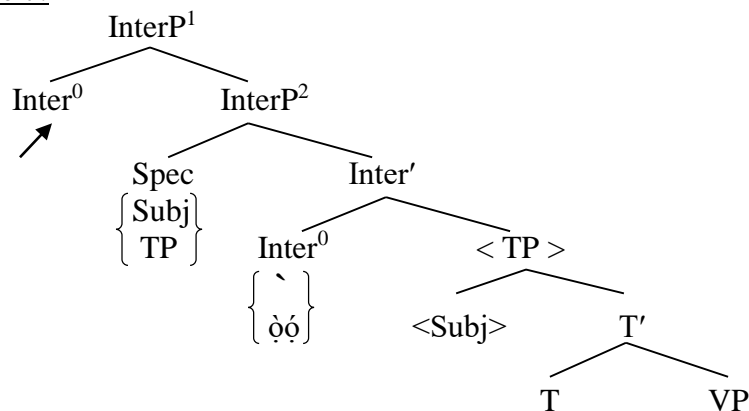 InterP¹
Inter⁰ InterP²
Spec Inter′
{Subj
TP}
Inter⁰ < TP >
{`
ọ̀ọ́}
<Subj> T′
T VP